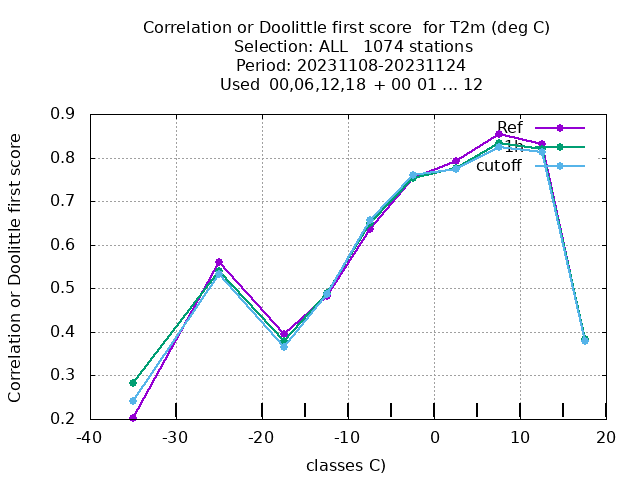 Correlation or Doolittle first score  for T2m (deg C)
Selection: ALL   1074 stations
Period: 20231108-20231124
Used  00,06,12,18  + 00 01 ... 12
Correlation or Doolittle first score
0.9
0.8
0.7
0.6
0.5
0.4
0.3
0.2
Ref
1h
cutoff
-40
-30
-20
-10
0
10
20
classes C)